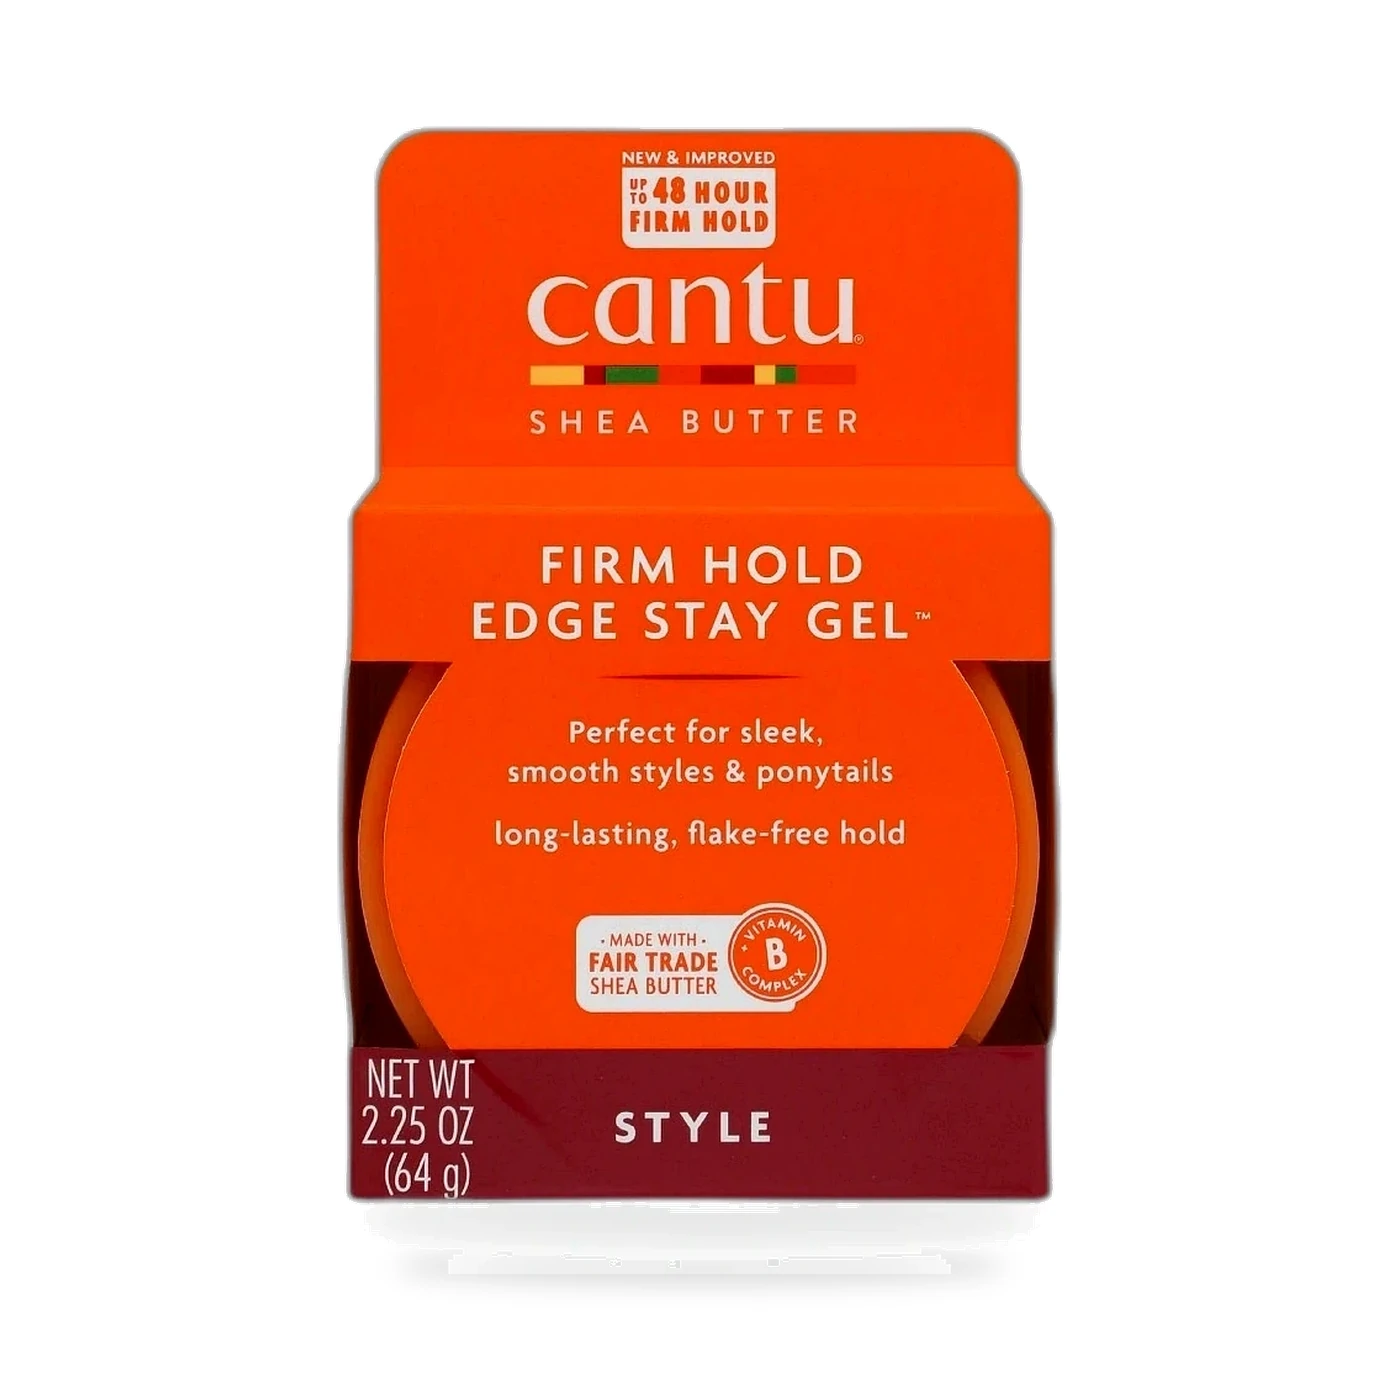 NEW & IMPROVED
UP TO 48 HOUR
FIRM HOLD
cantu®
SHEA BUTTER
FIRM HOLD
EDGE STAY GEL™
Perfect for sleek,
smooth styles & ponytails
long-lasting, flake-free hold
• MADE WITH •
FAIR TRADE
SHEA BUTTER
VITAMIN
B
COMPLEX
NET WT
2.25 OZ
(64 g)
STYLE